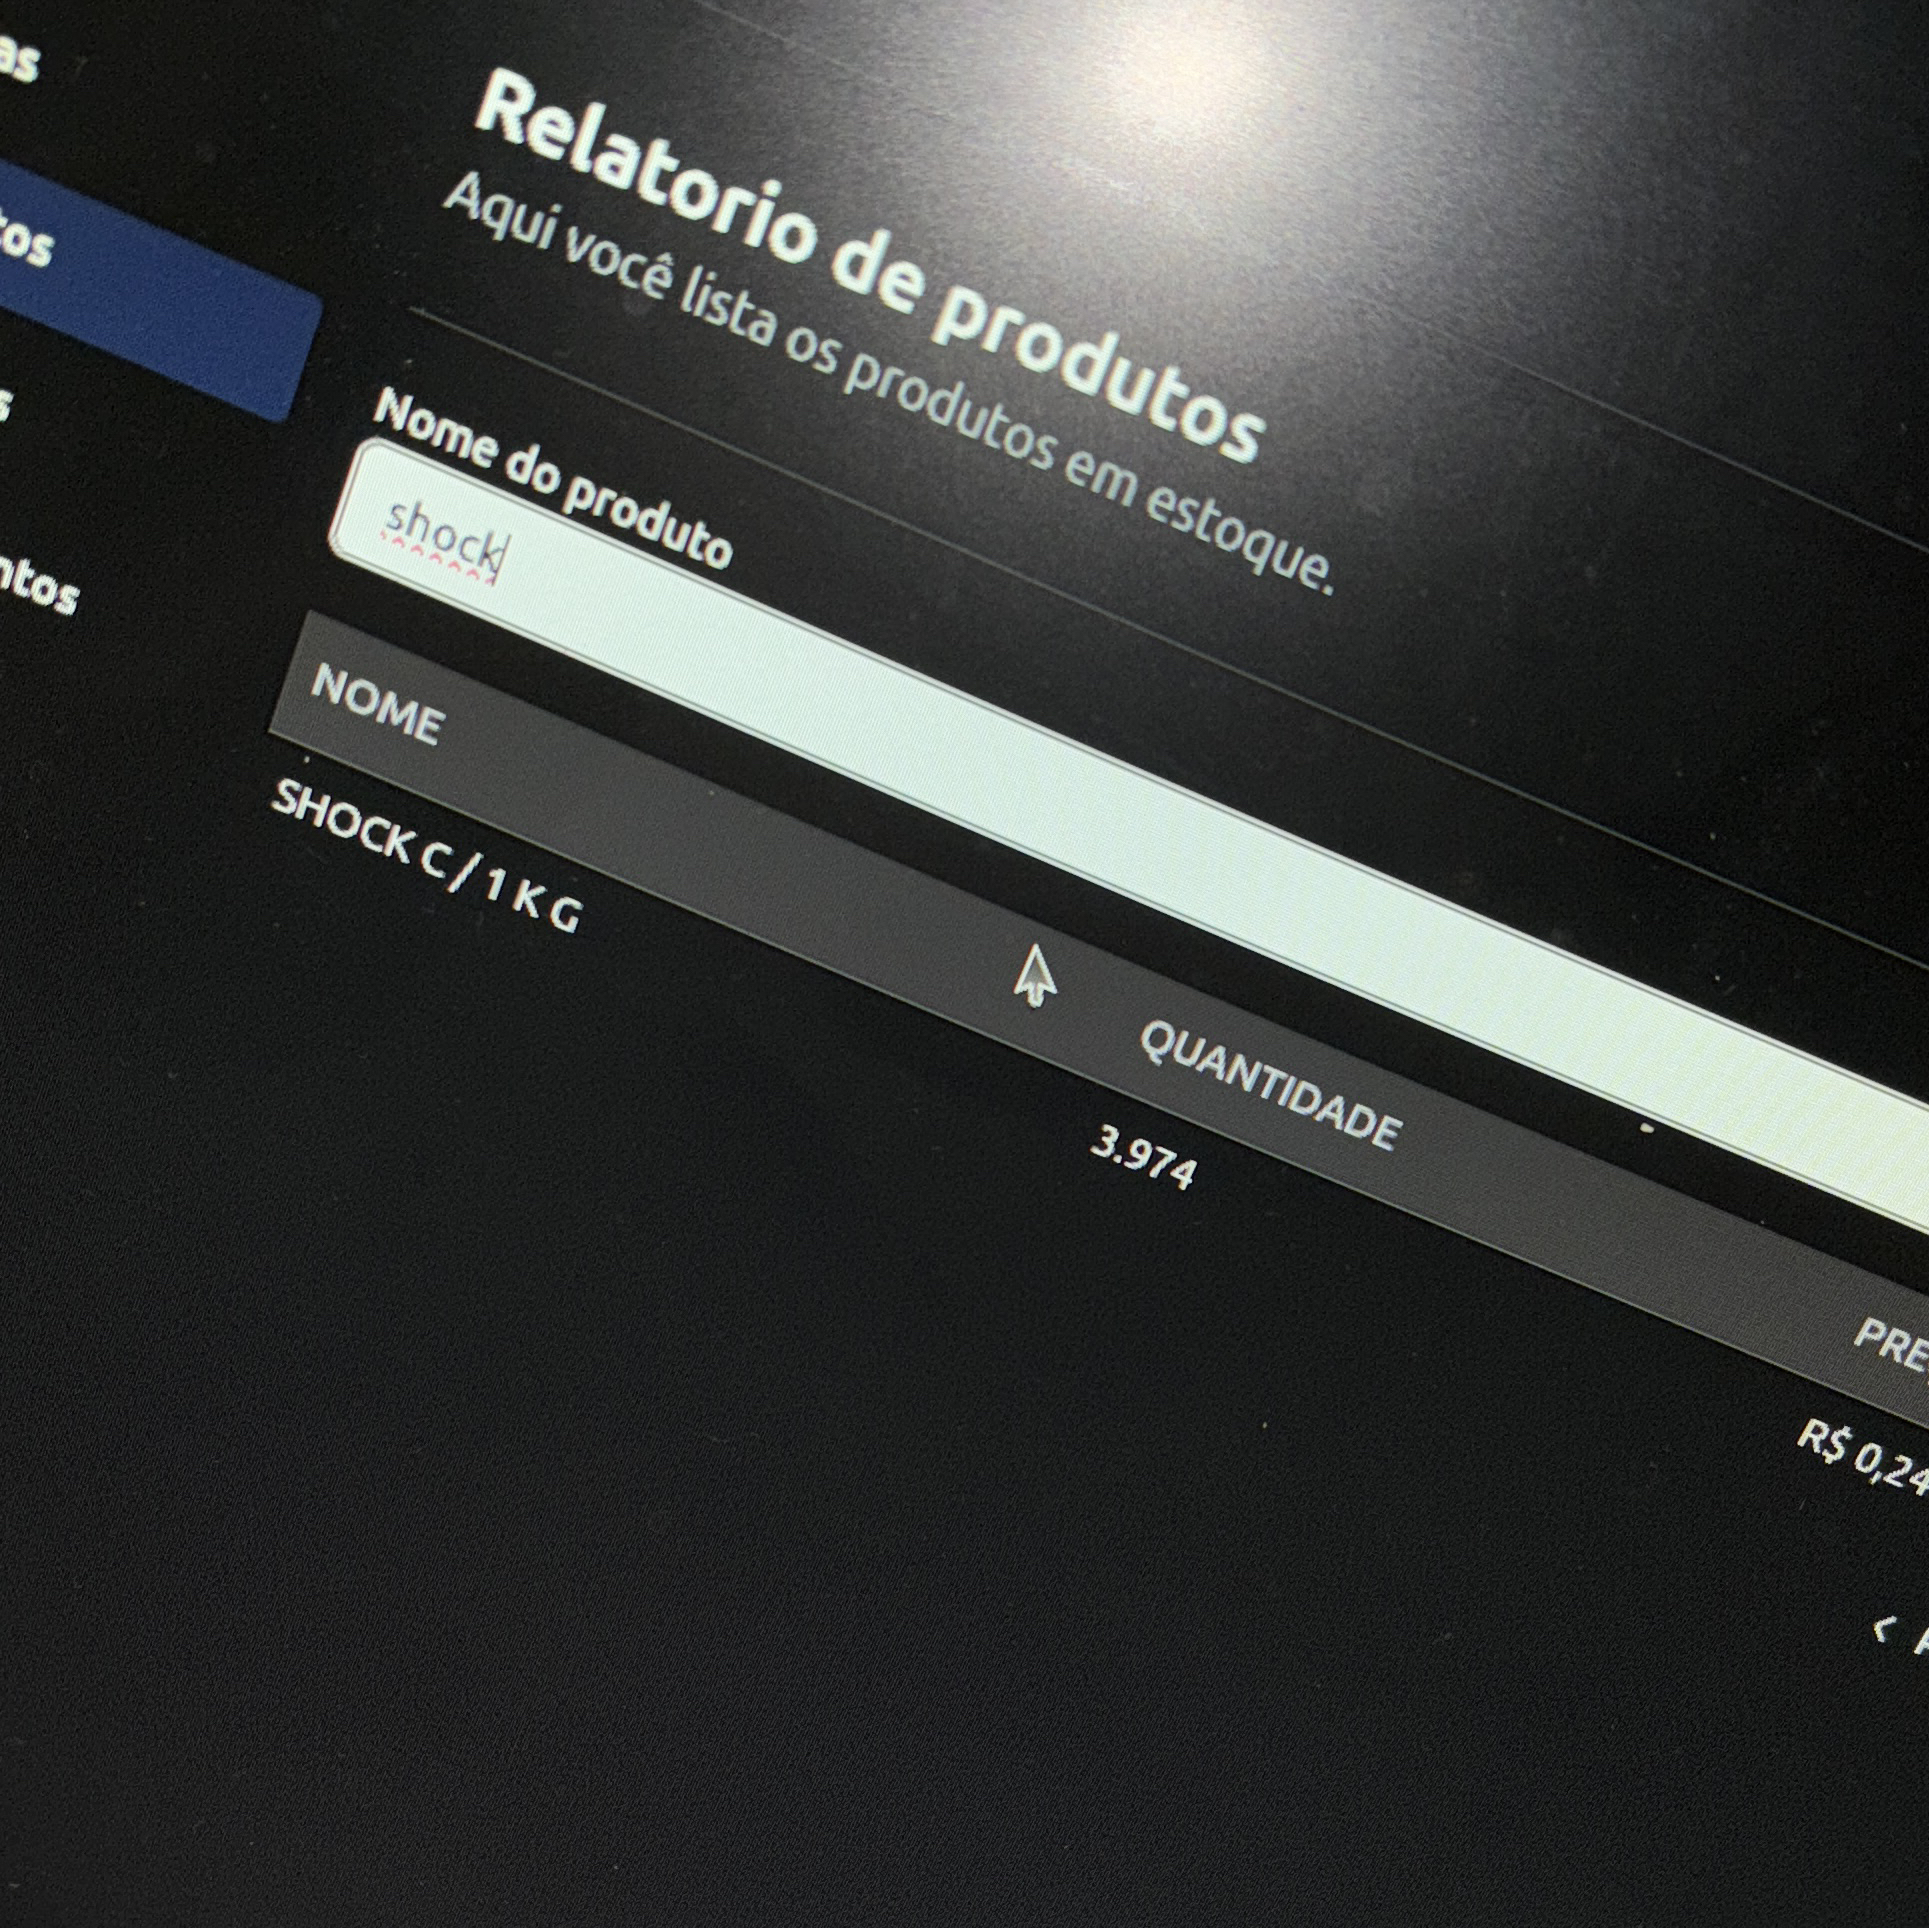 as
Relatorio de produtos
Aqui você lista os produtos em estoque.
tos
Nome do produto
s
shock
ntos
NOME QUANTIDADE PRE
SHOCK C / 1 K G 3.974 R$ 0,24
<